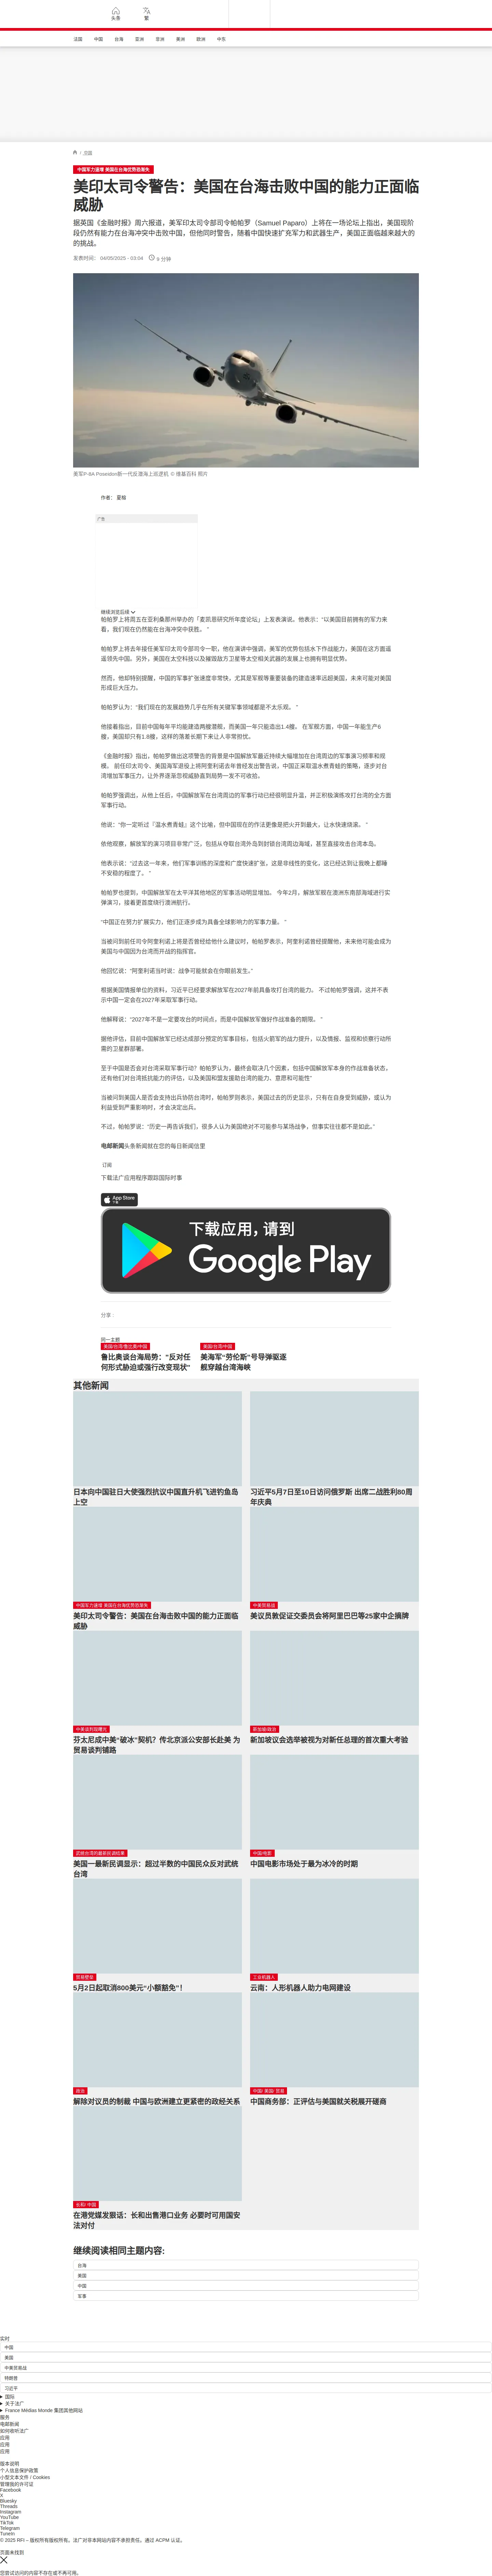 头条
繁
法国
中国
台海
亚洲
非洲
美洲
欧洲
中东
/ 中国
中国军力提增 美国在台海优势恐渐失
美印太司令警告：美国在台海击败中国的能力正面临威胁
据英国《金融时报》周六报道，美军印太司令部司令帕帕罗（Samuel Paparo）上将在一场论坛上指出，美国现阶段仍然有能力在台海冲突中击败中国，但他同时警告，随着中国快速扩充军力和武器生产，美国正面临越来越大的挑战。
发表时间： 04/05/2025 - 03:04
9 分钟
美军P-8A Poseidon新一代反潜海上巡逻机 © 维基百科 照片
作者： 夏榆
广告
继续浏览后续
帕帕罗上将周五在亚利桑那州举办的「麦凯恩研究所年度论坛」上发表演说。他表示：“以美国目前拥有的军力来看，我们现在仍然能在台海冲突中获胜。 ”
帕帕罗上将去年接任美军印太司令部司令一职，他在演讲中强调，美军的优势包括水下作战能力，美国在这方面遥遥领先中国。另外，美国在太空科技以及摧毁敌方卫星等太空相关武器的发展上也拥有明显优势。
然而，他却特别提醒，中国的军事扩张速度非常快，尤其是军舰等重要装备的建造速率远超美国，未来可能对美国形成巨大压力。
帕帕罗认为：“我们现在的发展趋势几乎在所有关键军事领域都是不太乐观。 ”
他接着指出，目前中国每年平均能建造两艘潜舰，而美国一年只能造出1.4艘。 在军舰方面，中国一年能生产6艘，美国却只有1.8艘，这样的落差长期下来让人非常担忧。
《金融时报》指出，帕帕罗做出这项警告的背景是中国解放军最近持续大幅增加在台湾周边的军事演习频率和规模。 前任印太司令、美国海军退役上将阿奎利诺去年曾经发出警告说，中国正采取温水煮青蛙的策略，逐步对台湾增加军事压力，让外界逐渐忽视威胁直到局势一发不可收拾。
帕帕罗强调出，从他上任后，中国解放军在台湾周边的军事行动已经很明显升温，并正积极演练攻打台湾的全方面军事行动。
他说：“你一定听过『温水煮青蛙』这个比喻，但中国现在的作法更像是把火开到最大，让水快速烧滚。 ”
依他观察，解放军的演习项目非常广泛，包括从夺取台湾外岛到封锁台湾周边海域，甚至直接攻击台湾本岛。
他表示说：“过去这一年来，他们军事训练的深度和广度快速扩张，这是非线性的变化，这已经达到让我晚上都睡不安稳的程度了。 ”
帕帕罗也提到，中国解放军在太平洋其他地区的军事活动明显增加。 今年2月，解放军舰在澳洲东南部海域进行实弹演习，接着更首度绕行澳洲航行。
“中国正在努力扩展实力，他们正逐步成为具备全球影响力的军事力量。 ”
当被问到前任司令阿奎利诺上将是否曾经给他什么建议时，帕帕罗表示，阿奎利诺曾经提醒他，未来他可能会成为美国与中国因为台湾而开战的指挥官。
他回忆说：“阿奎利诺当时说：战争可能就会在你眼前发生。”
根据美国情报单位的资料，习近平已经要求解放军在2027年前具备攻打台湾的能力。 不过帕帕罗强调，这并不表示中国一定会在2027年采取军事行动。
他解释说：“2027年不是一定要攻台的时间点，而是中国解放军做好作战准备的期限。 ”
据他评估，目前中国解放军已经达成部分预定的军事目标，包括火箭军的战力提升，以及情报、监视和侦察行动所需的卫星群部署。
至于中国是否会对台湾采取军事行动？帕帕罗认为，最终会取决几个因素，包括中国解放军本身的作战准备状态，还有他们对台湾抵抗能力的评估，以及美国和盟友援助台湾的能力、意愿和可能性”
当被问到美国人是否会支持出兵协防台湾时，帕帕罗则表示，美国过去的历史显示，只有在自身受到威胁，或认为利益受到严重影响时，才会决定出兵。
不过，帕帕罗说：“历史一再告诉我们，很多人认为美国绝对不可能参与某场战争，但事实往往都不是如此。”
电邮新闻头条新闻就在您的每日新闻信里
订阅
下载法广应用程序跟踪国际时事
App Store
下载
下载应用，请到
Google Play
分享 :
同一主题
美国/台湾/鲁比奥/中国
鲁比奥谈台海局势：“反对任何形式胁迫或强行改变现状”
美国/台湾/中国
美海军“劳伦斯”号导弹驱逐舰穿越台湾海峡
其他新闻
日本向中国驻日大使强烈抗议中国直升机飞进钓鱼岛上空
习近平5月7日至10日访问俄罗斯 出席二战胜利80周年庆典
中国军力提增 美国在台海优势恐渐失
美印太司令警告：美国在台海击败中国的能力正面临威胁
中美贸易战
美议员敦促证交委员会将阿里巴巴等25家中企摘牌
中美谈判现曙光
芬太尼成中美“破冰”契机？传北京派公安部长赴美 为贸易谈判铺路
新加坡/政治
新加坡议会选举被视为对新任总理的首次重大考验
武统台湾的最新民调结果
美国一最新民调显示：超过半数的中国民众反对武统台湾
中国/电影
中国电影市场处于最为冰冷的时期
贸易壁垒
5月2日起取消800美元“小额豁免”！
工业机器人
云南：人形机器人助力电网建设
政治
解除对议员的制裁 中国与欧洲建立更紧密的政经关系
中国/ 美国/ 贸易
中国商务部：正评估与美国就关税展开磋商
长和/ 中国
在港党媒发狠话：长和出售港口业务 必要时可用国安法对付
继续阅读相同主题内容:
台海
美国
中国
军事
实时
中国
美国
中美贸易战
特朗普
习近平
国际
关于法广
France Médias Monde 集团其他网站
服务
电邮新闻
如何收听法广
应用
应用
应用
版本说明
个人信息保护政策
小型文本文件 / Cookies
管理我的许可证
Facebook
X
Bluesky
Threads
Instagram
YouTube
TikTok
Telegram
TuneIn
© 2025 RFI – 版权所有版权所有。法广对非本网站内容不承担责任。通过 ACPM 认证。
页面未找到
您尝试访问的内容不存在或不再可用。